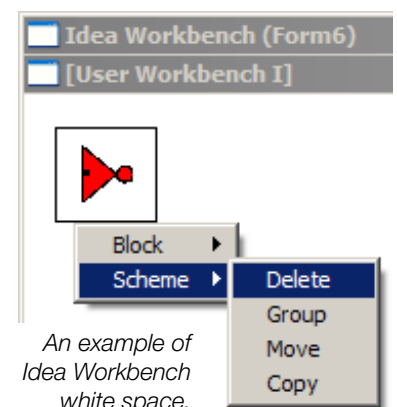 Idea Workbench (Form6)
[User Workbench I]
Block
Scheme
Delete
Group
Move
Copy
An example of
Idea Workbench
white space.